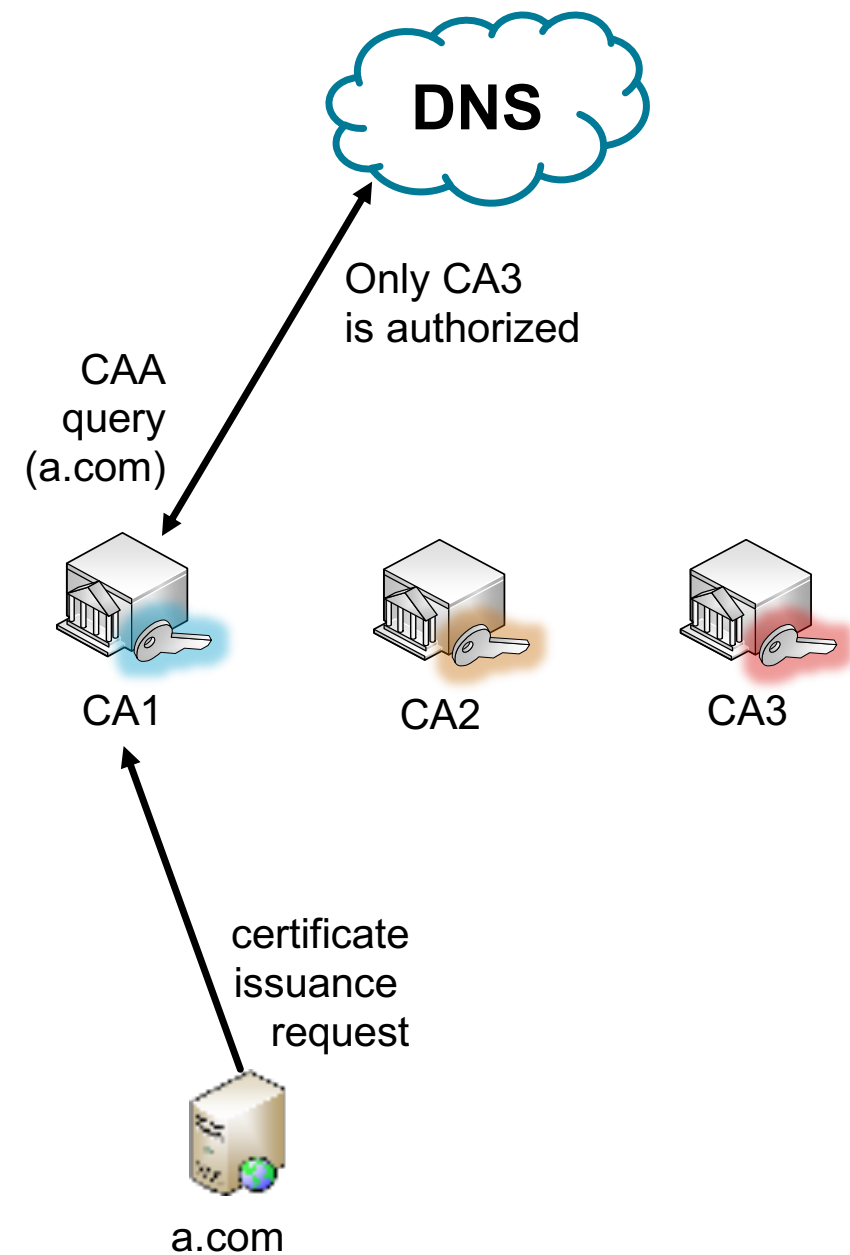 DNS
Only CA3
is authorized
CAA
query
(a.com)
CA1
CA2
CA3
certificate
issuance
request
a.com